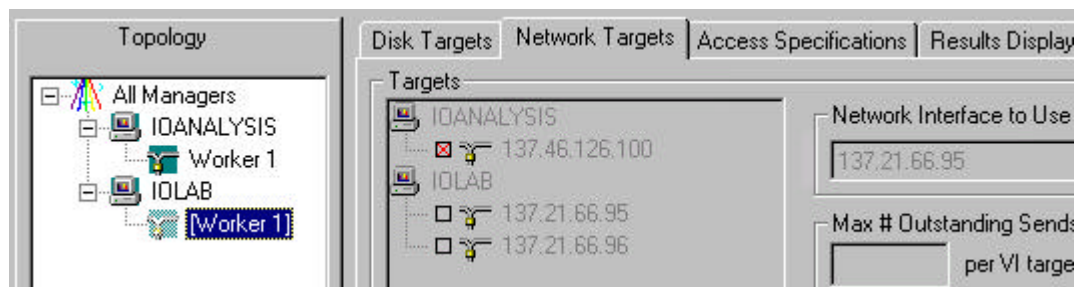 Topology
All Managers
IOANALYSIS
Worker 1
IOLAB
[Worker 1]
Disk Targets Network Targets Access Specifications Results Display
Targets
IOANALYSIS
137.46.126.100
IOLAB
137.21.66.95
137.21.66.96
Network Interface to Use
137.21.66.95
Max # Outstanding Sends
per VI targe